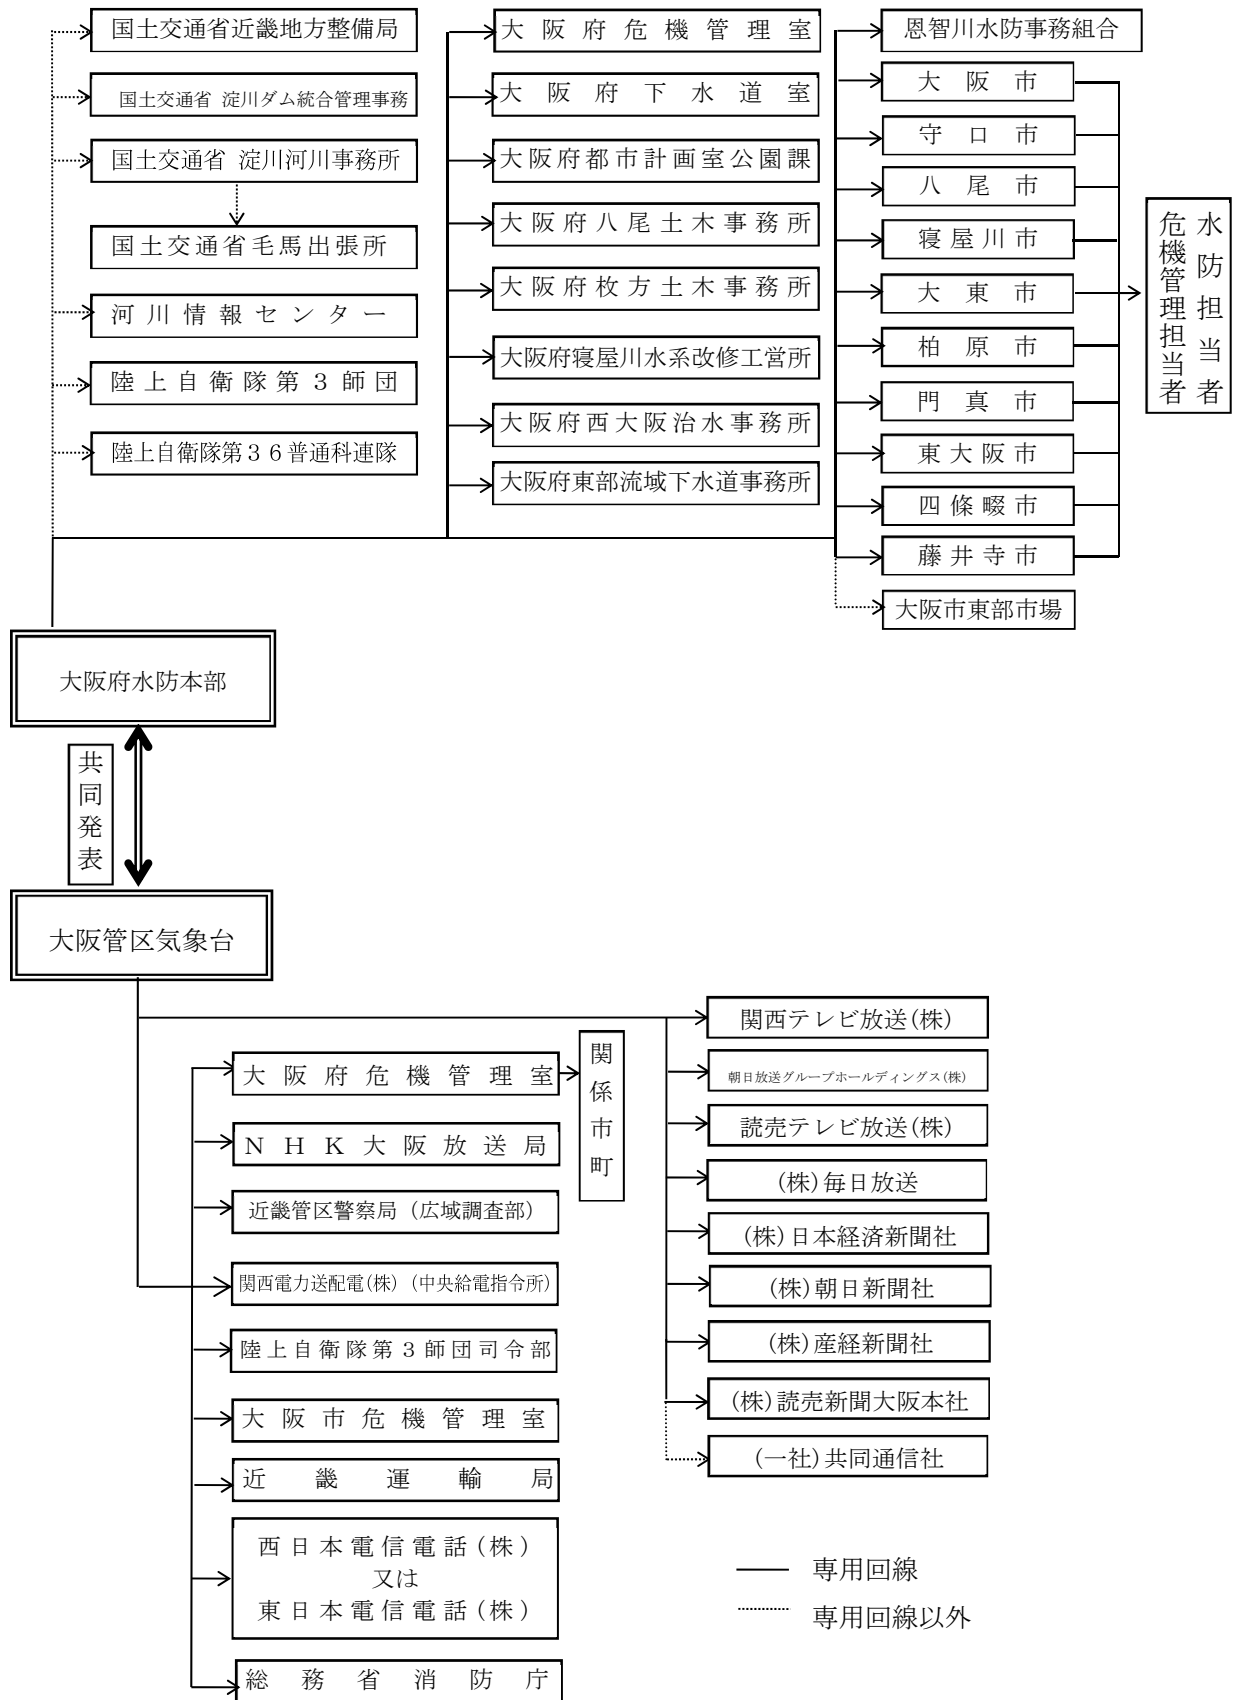 国土交通省近畿地方整備局
国土交通省 淀川ダム統合管理事務
国土交通省 淀川河川事務所
国土交通省毛馬出張所
河川情報センター
陸上自衛隊第３師団
陸上自衛隊第３６普通科連隊
大阪府危機管理室
大阪府下水道室
大阪府都市計画室公園課
大阪府八尾土木事務所
大阪府枚方土木事務所
大阪府寝屋川水系改修工営所
大阪府西大阪治水事務所
大阪府東部流域下水道事務所
恩智川水防事務組合
大阪市
守口市
八尾市
寝屋川市
大東市
柏原市
門真市
東大阪市
四條畷市
藤井寺市
大阪市東部市場
水防担当者
危機管理担当者
大阪府水防本部
共同発表
大阪管区気象台
大阪府危機管理室
関係市町
ＮＨＫ大阪放送局
近畿管区警察局（広域調査部）
関西電力送配電(株)（中央給電指令所）
陸上自衛隊第３師団司令部
大阪市危機管理室
近畿運輸局
西日本電信電話(株)
又は
東日本電信電話(株)
総務省消防庁
関西テレビ放送(株)
朝日放送グループホールディングス(株)
読売テレビ放送(株)
(株)毎日放送
(株)日本経済新聞社
(株)朝日新聞社
(株)産経新聞社
(株)読売新聞大阪本社
(一社)共同通信社
専用回線
専用回線以外